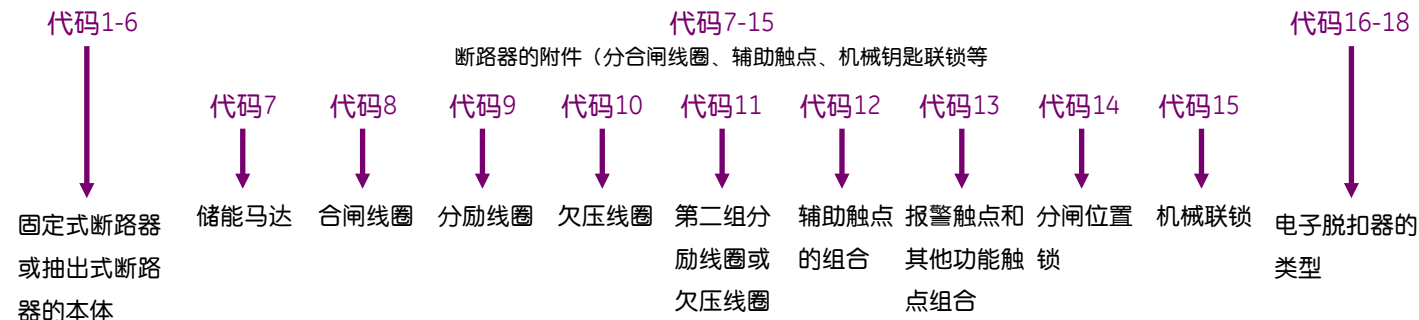 代码1-6
代码7-15
代码16-18
断路器的附件（分合闸线圈、辅助触点、机械钥匙联锁等
代码7
代码8
代码9
代码10
代码11
代码12
代码13
代码14
代码15
固定式断路器
或抽出式断路
器的本体
储能马达
合闸线圈
分励线圈
欠压线圈
第二组分
励线圈或
欠压线圈
辅助触点
的组合
报警触点和
其他功能触
点组合
分闸位置
锁
机械联锁
电子脱扣器的
类型